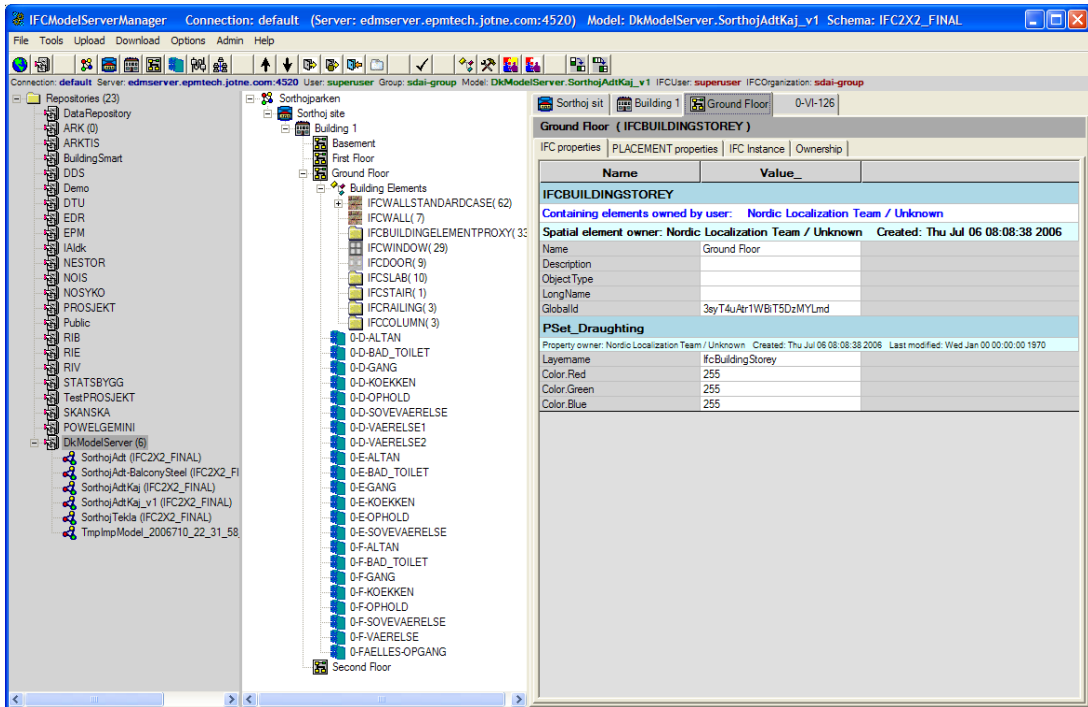 IFCModelServerManager Connection: default (Server: edmserver.epmtech.jotne.com:4520) Model: DkModelServer.SorthojAdtKaj_v1 Schema: IFC2X2_FINAL
File Tools Upload Download Options Admin Help
Connection: default Server: edmserver.epmtech.jotne.com:4520 User: superuser Group: sdai-group Model: DkModelServer.SorthojAdtKaj_v1 IFCUser: superuser IFCOrganization: sdai-group
Repositories (23)
DataRepository
ARK (0)
ARKTIS
BuildingSmart
DDS
Demo
DTU
EDR
EPM
IAIdk
NESTOR
NOIS
NOSYKO
PROSJEKT
Public
RIB
RIE
RIV
STATSBYGG
TestPROSJEKT
SKANSKA
POWELGEMINI
DkModelServer (6)
SorthojAdt (IFC2X2_FINAL)
SorthojAdt-BalconySteel (IFC2X2_FI
SorthojAdtKaj (IFC2X2_FINAL)
SorthojAdtKaj_v1 (IFC2X2_FINAL)
SorthojTekla (IFC2X2_FINAL)
TmpImpModel_2006710_22_31_58
Sorthojparken
Sorthoj site
Building 1
Basement
First Floor
Ground Floor
Building Elements
IFCWALLSTANDARDCASE( 62)
IFCWALL( 7)
IFCBUILDINGELEMENTPROXY( 33
IFCWINDOW( 29)
IFCDOOR( 9)
IFCSLAB( 10)
IFCSTAIR( 1)
IFCRAILING( 3)
IFCCOLUMN( 3)
0-D-ALTAN
0-D-BAD_TOILET
0-D-GANG
0-D-KOEKKEN
0-D-OPHOLD
0-D-SOVEVAERELSE
0-D-VAERELSE1
0-D-VAERELSE2
0-E-ALTAN
0-E-BAD_TOILET
0-E-GANG
0-E-KOEKKEN
0-E-OPHOLD
0-E-SOVEVAERELSE
0-F-ALTAN
0-F-BAD_TOILET
0-F-GANG
0-F-KOEKKEN
0-F-OPHOLD
0-F-SOVEVAERELSE
0-F-VAERELSE
0-FAELLES-OPGANG
Second Floor
Sorthoj sit Building 1 Ground Floor 0-VI-126
Ground Floor ( IFCBUILDINGSTOREY )
IFC properties PLACEMENT properties IFC Instance Ownership
Name Value_
IFCBUILDINGSTOREY
Containing elements owned by user: Nordic Localization Team / Unknown
Spatial element owner: Nordic Localization Team / Unknown Created: Thu Jul 06 08:08:38 2006
Name Ground Floor
Description
ObjectType
LongName
GlobalId 3syT4uAtr1WBiT5DzMYLmd
PSet_Draughting
Property owner: Nordic Localization Team / Unknown Created: Thu Jul 06 08:08:38 2006 Last modified: Wed Jan 00 00:00:00 1970
Layername IfcBuildingStorey
Color.Red 255
Color.Green 255
Color.Blue 255